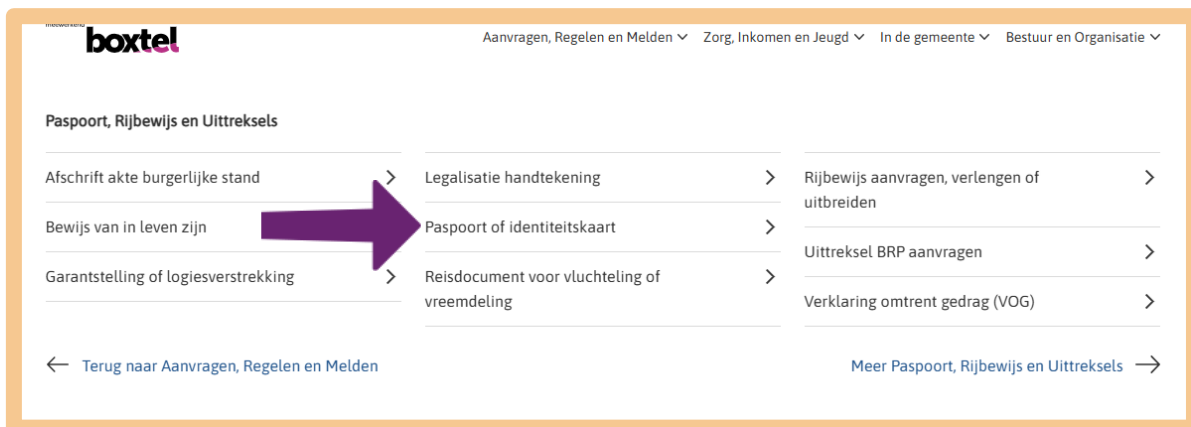 meewerkend
boxtel
Aanvragen, Regelen en Melden Zorg, Inkomen en Jeugd In de gemeente Bestuur en Organisatie
Paspoort, Rijbewijs en Uittreksels
Afschrift akte burgerlijke stand
Bewijs van in leven zijn
Garantstelling of logiesverstrekking
Legalisatie handtekening
Paspoort of identiteitskaart
Reisdocument voor vluchteling of
vreemdeling
Rijbewijs aanvragen, verlengen of
uitbreiden
Uittreksel BRP aanvragen
Verklaring omtrent gedrag (VOG)
Terug naar Aanvragen, Regelen en Melden
Meer Paspoort, Rijbewijs en Uittreksels